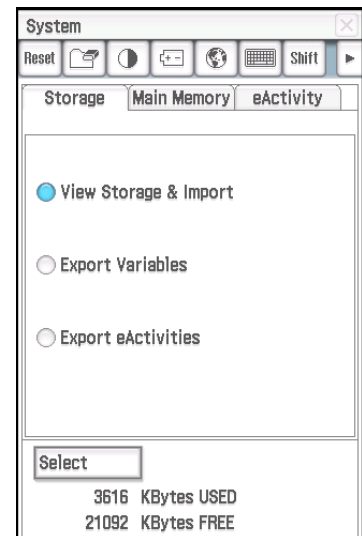 System
Reset Shift
Storage Main Memory eActivity
View Storage & Import
Export Variables
Export eActivities
Select
3616 KBytes USED
21092 KBytes FREE